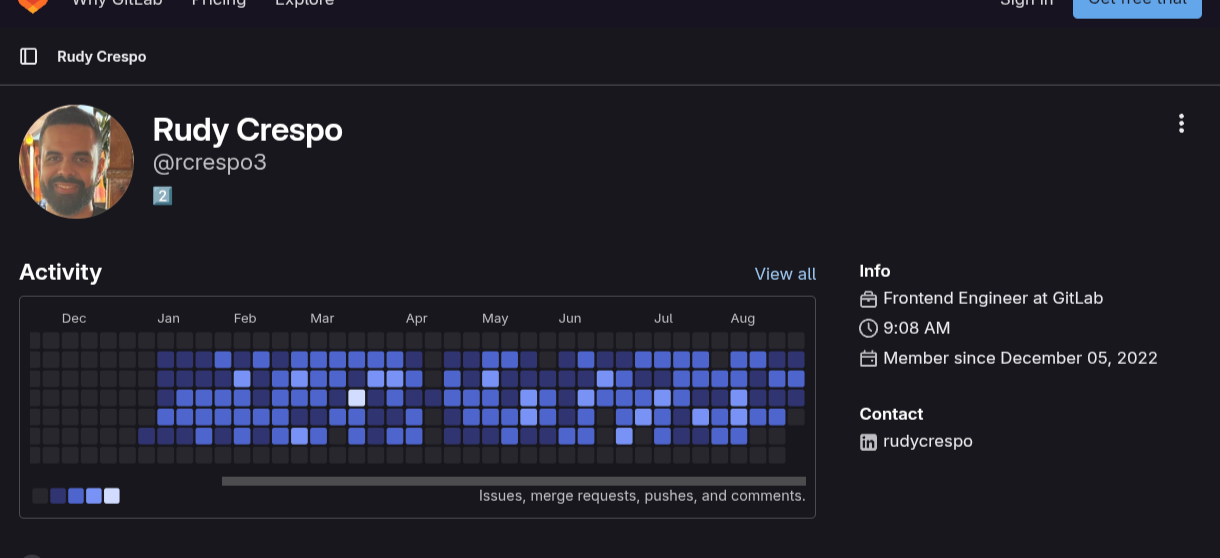 Why GitLab Pricing Explore Sign in Get free trial
Rudy Crespo
Rudy Crespo
@rcrespo3
2
Activity
View all
Dec Jan Feb Mar Apr May Jun Jul Aug
Issues, merge requests, pushes, and comments.
Info
Frontend Engineer at GitLab
9:08 AM
Member since December 05, 2022
Contact
in rudycrespo